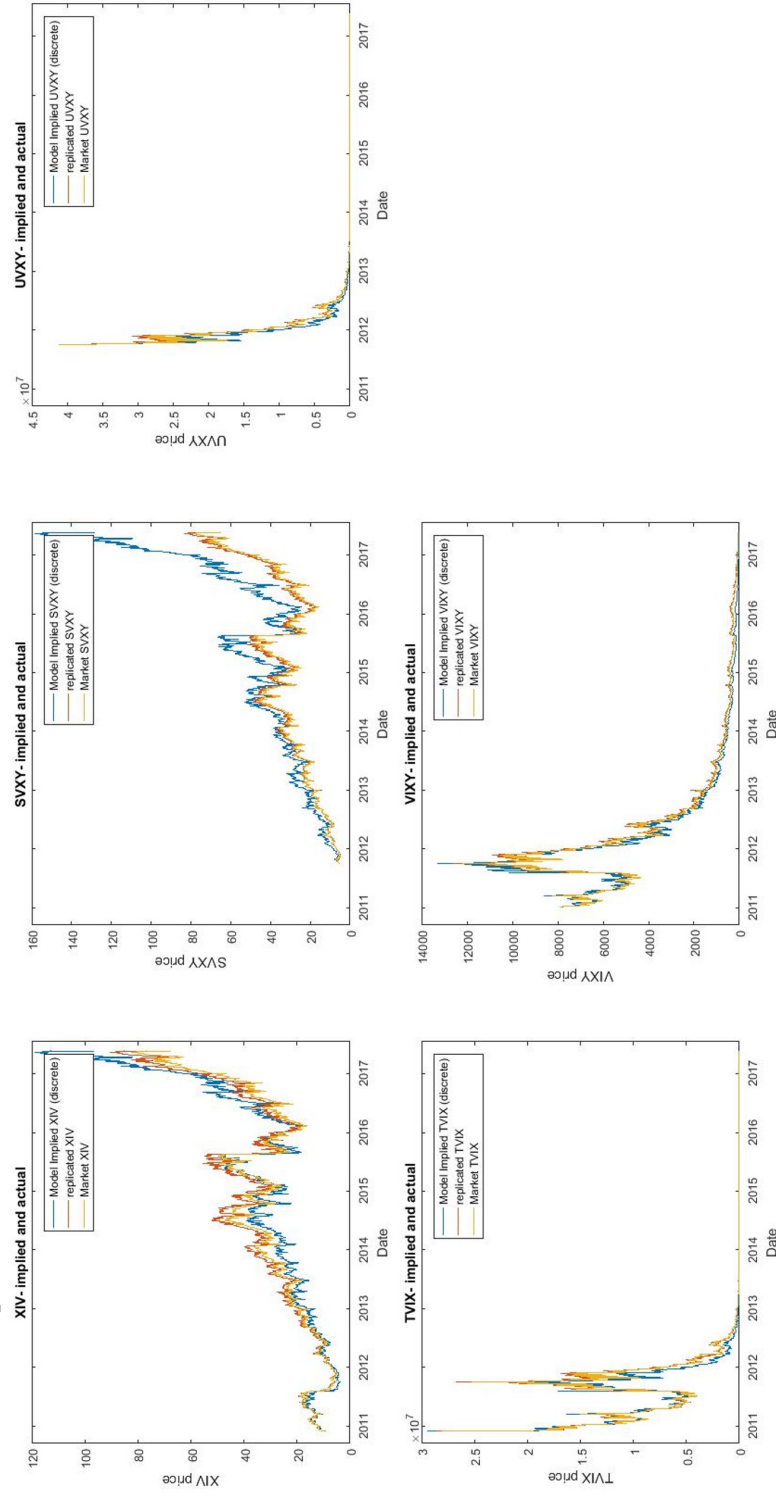 XIV- implied and actual
Model Implied XIV (discrete)
replicated XIV
Market XIV
XIV price
120
100
80
60
40
20
0
2011
2012
2013
2014
2015
2016
2017
Date
SVXY- implied and actual
Model Implied SVXY (discrete)
replicated SVXY
Market SVXY
SVXY price
160
140
120
100
80
60
40
20
0
2011
2012
2013
2014
2015
2016
2017
Date
UVXY- implied and actual
×10^7
Model Implied UVXY (discrete)
replicated UVXY
Market UVXY
UVXY price
4.5
4
3.5
3
2.5
2
1.5
1
0.5
0
2011
2012
2013
2014
2015
2016
2017
Date
TVIX- implied and actual
×10^7
Model Implied TVIX (discrete)
replicated TVIX
Market TVIX
TVIX price
3
2.5
2
1.5
1
0.5
0
2011
2012
2013
2014
2015
2016
2017
Date
VIXY- implied and actual
Model Implied VIXY (discrete)
replicated VIXY
Market VIXY
VIXY price
14000
12000
10000
8000
6000
4000
2000
0
2011
2012
2013
2014
2015
2016
2017
Date